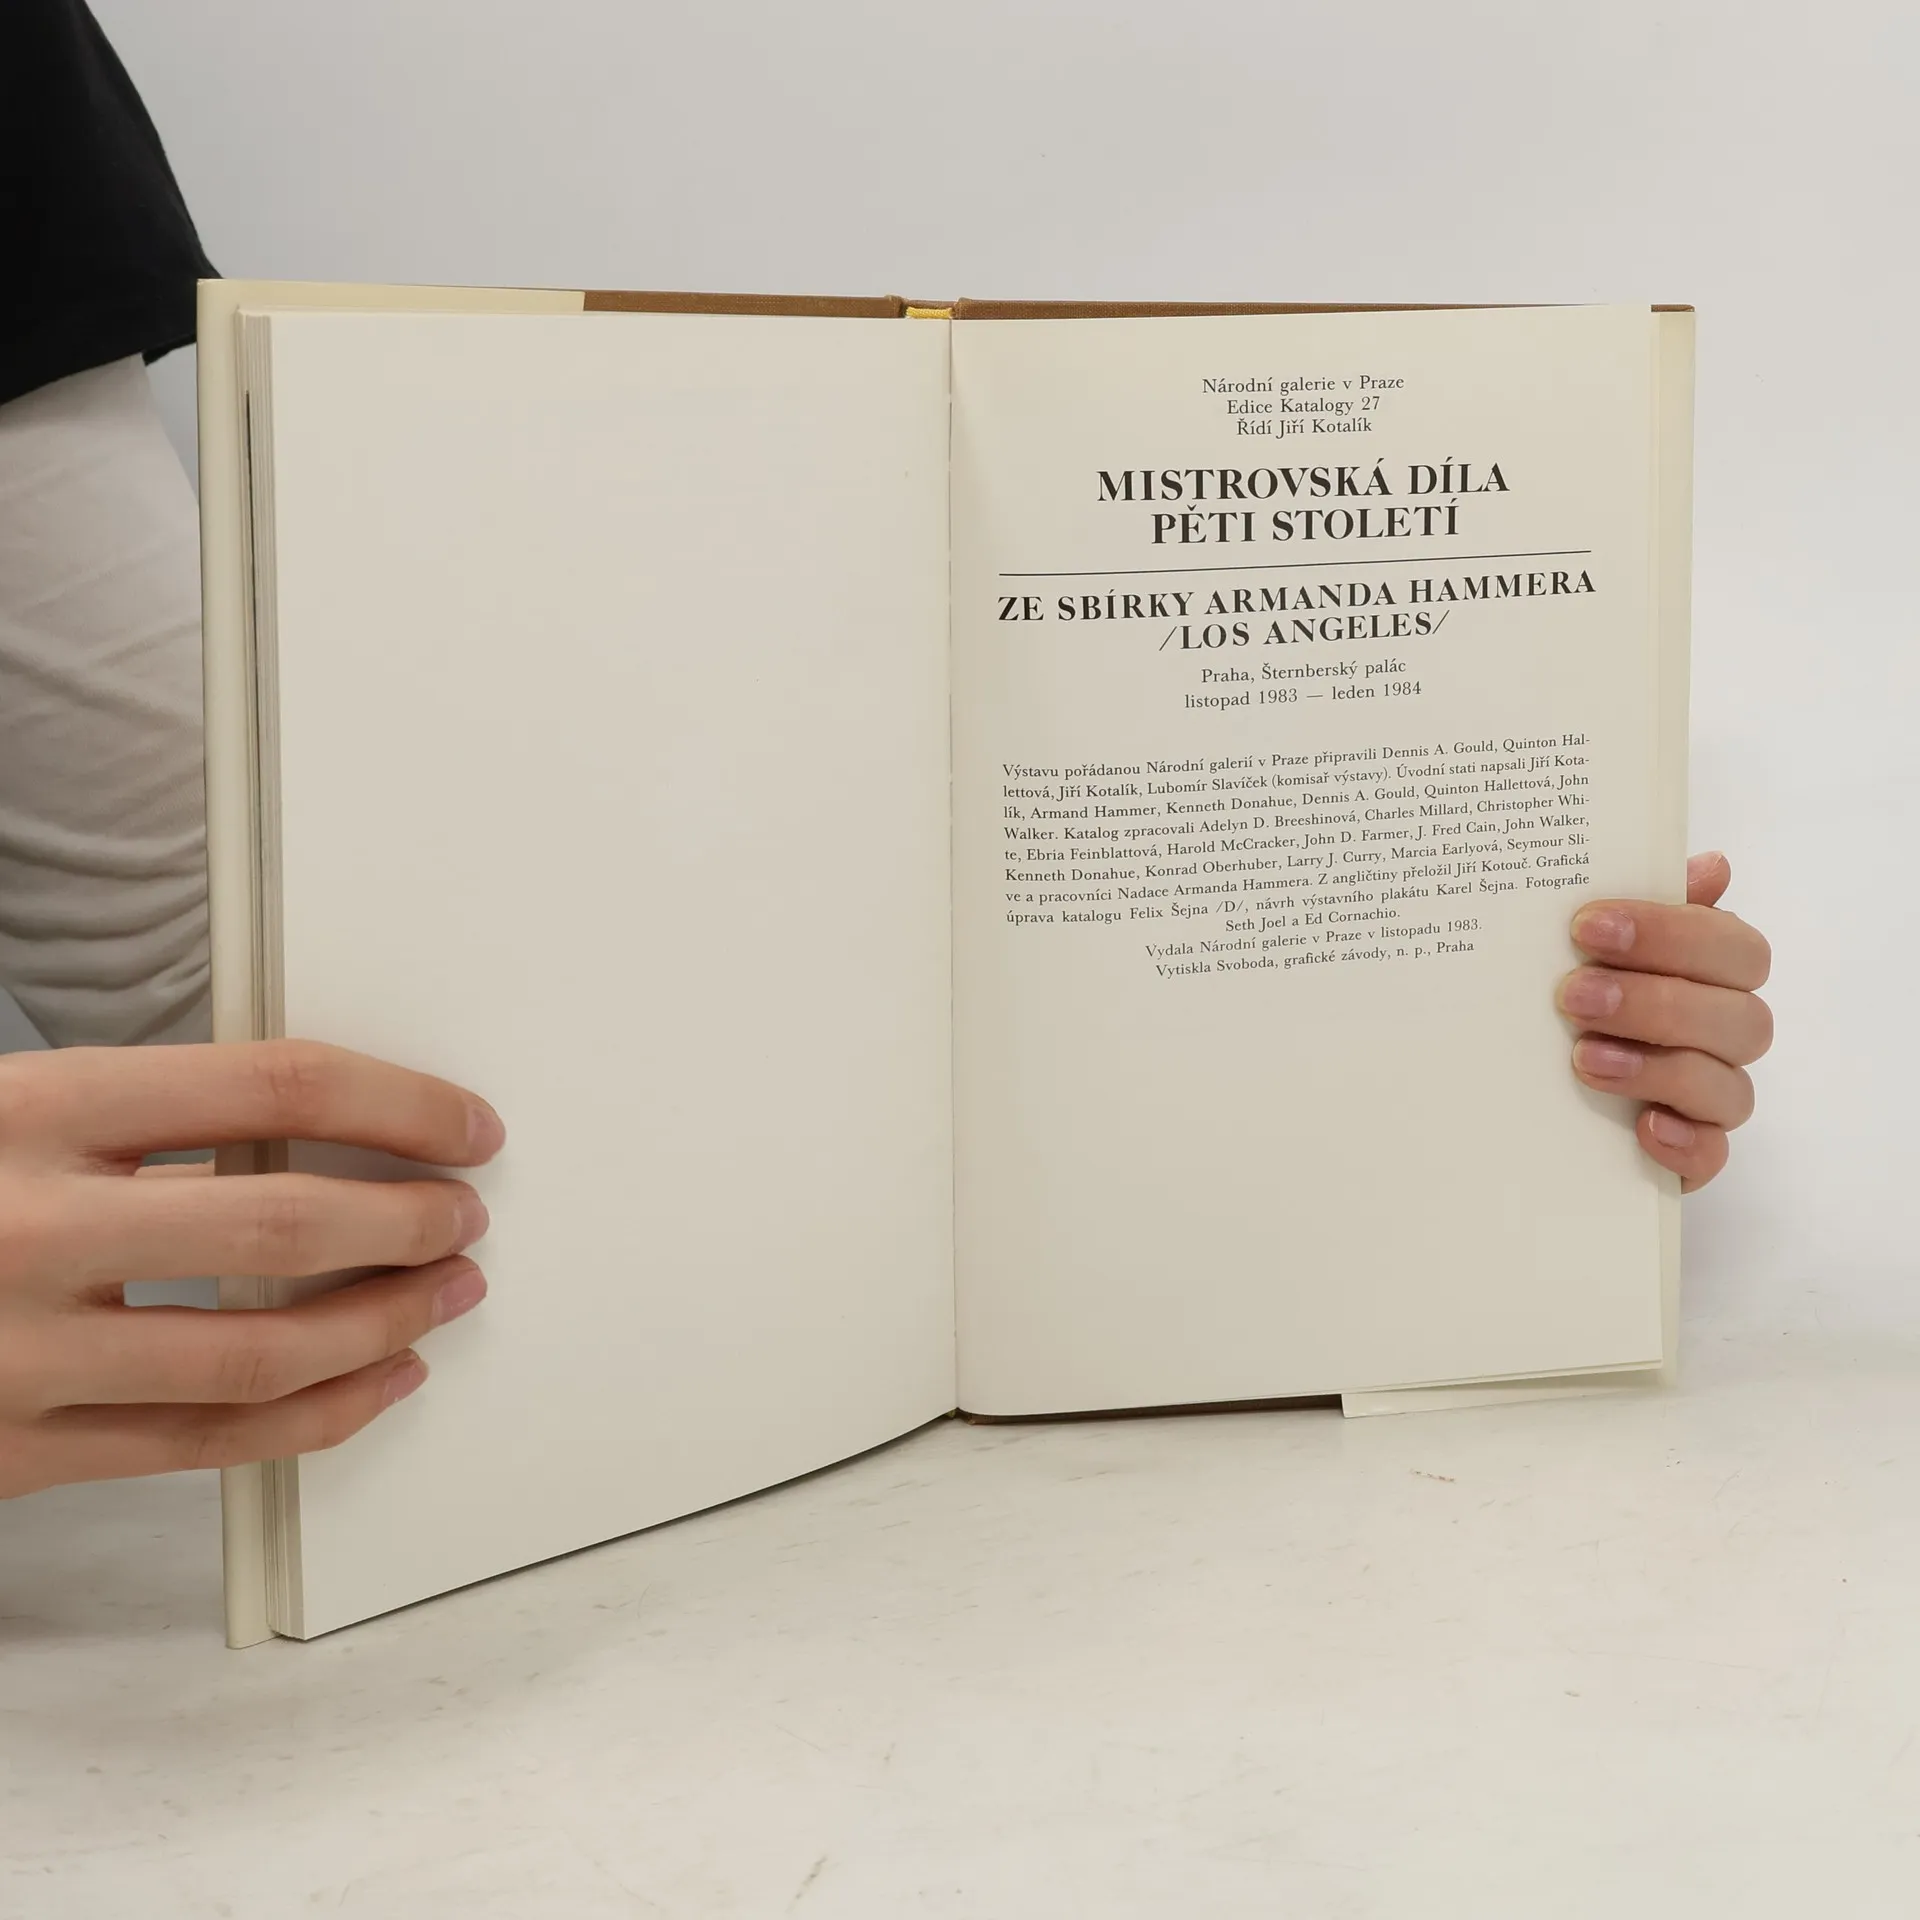 Národní galerie v Praze
Edice Katalogy 27
Řídí Jiří Kotalík
MISTROVSKÁ DÍLA
PĚTI STOLETÍ
ZE SBÍRKY ARMANDA HAMMERA
/LOS ANGELES/
Praha, Šternberský palác
listopad 1983 — leden 1984
Výstavu pořádanou Národní galerií v Praze připravili Dennis A. Gould, Quinton Hal-
lettová, Jiří Kotalík, Lubomír Slavíček (komisař výstavy). Úvodní stati napsali Jiří Kota-
lík, Armand Hammer, Kenneth Donahue, Dennis A. Gould, Quinton Hallettová, John
Walker. Katalog zpracovali Adelyn D. Breeshinová, Charles Millard, Christopher Whi-
te, Ebria Feinblattová, Harold McCracker, John D. Farmer, J. Fred Cain, John Walker,
Kenneth Donahue, Konrad Oberhuber, Larry J. Curry, Marcia Earlyová, Seymour Sli-
ve a pracovníci Nadace Armanda Hammera. Z angličtiny přeložil Jiří Kotouč. Grafická
úprava katalogu Felix Šejna /D/, návrh výstavního plakátu Karel Šejna. Fotografie
Seth Joel a Ed Cornachio.
Vydala Národní galerie v Praze v listopadu 1983.
Vytiskla Svoboda, grafické závody, n. p., Praha